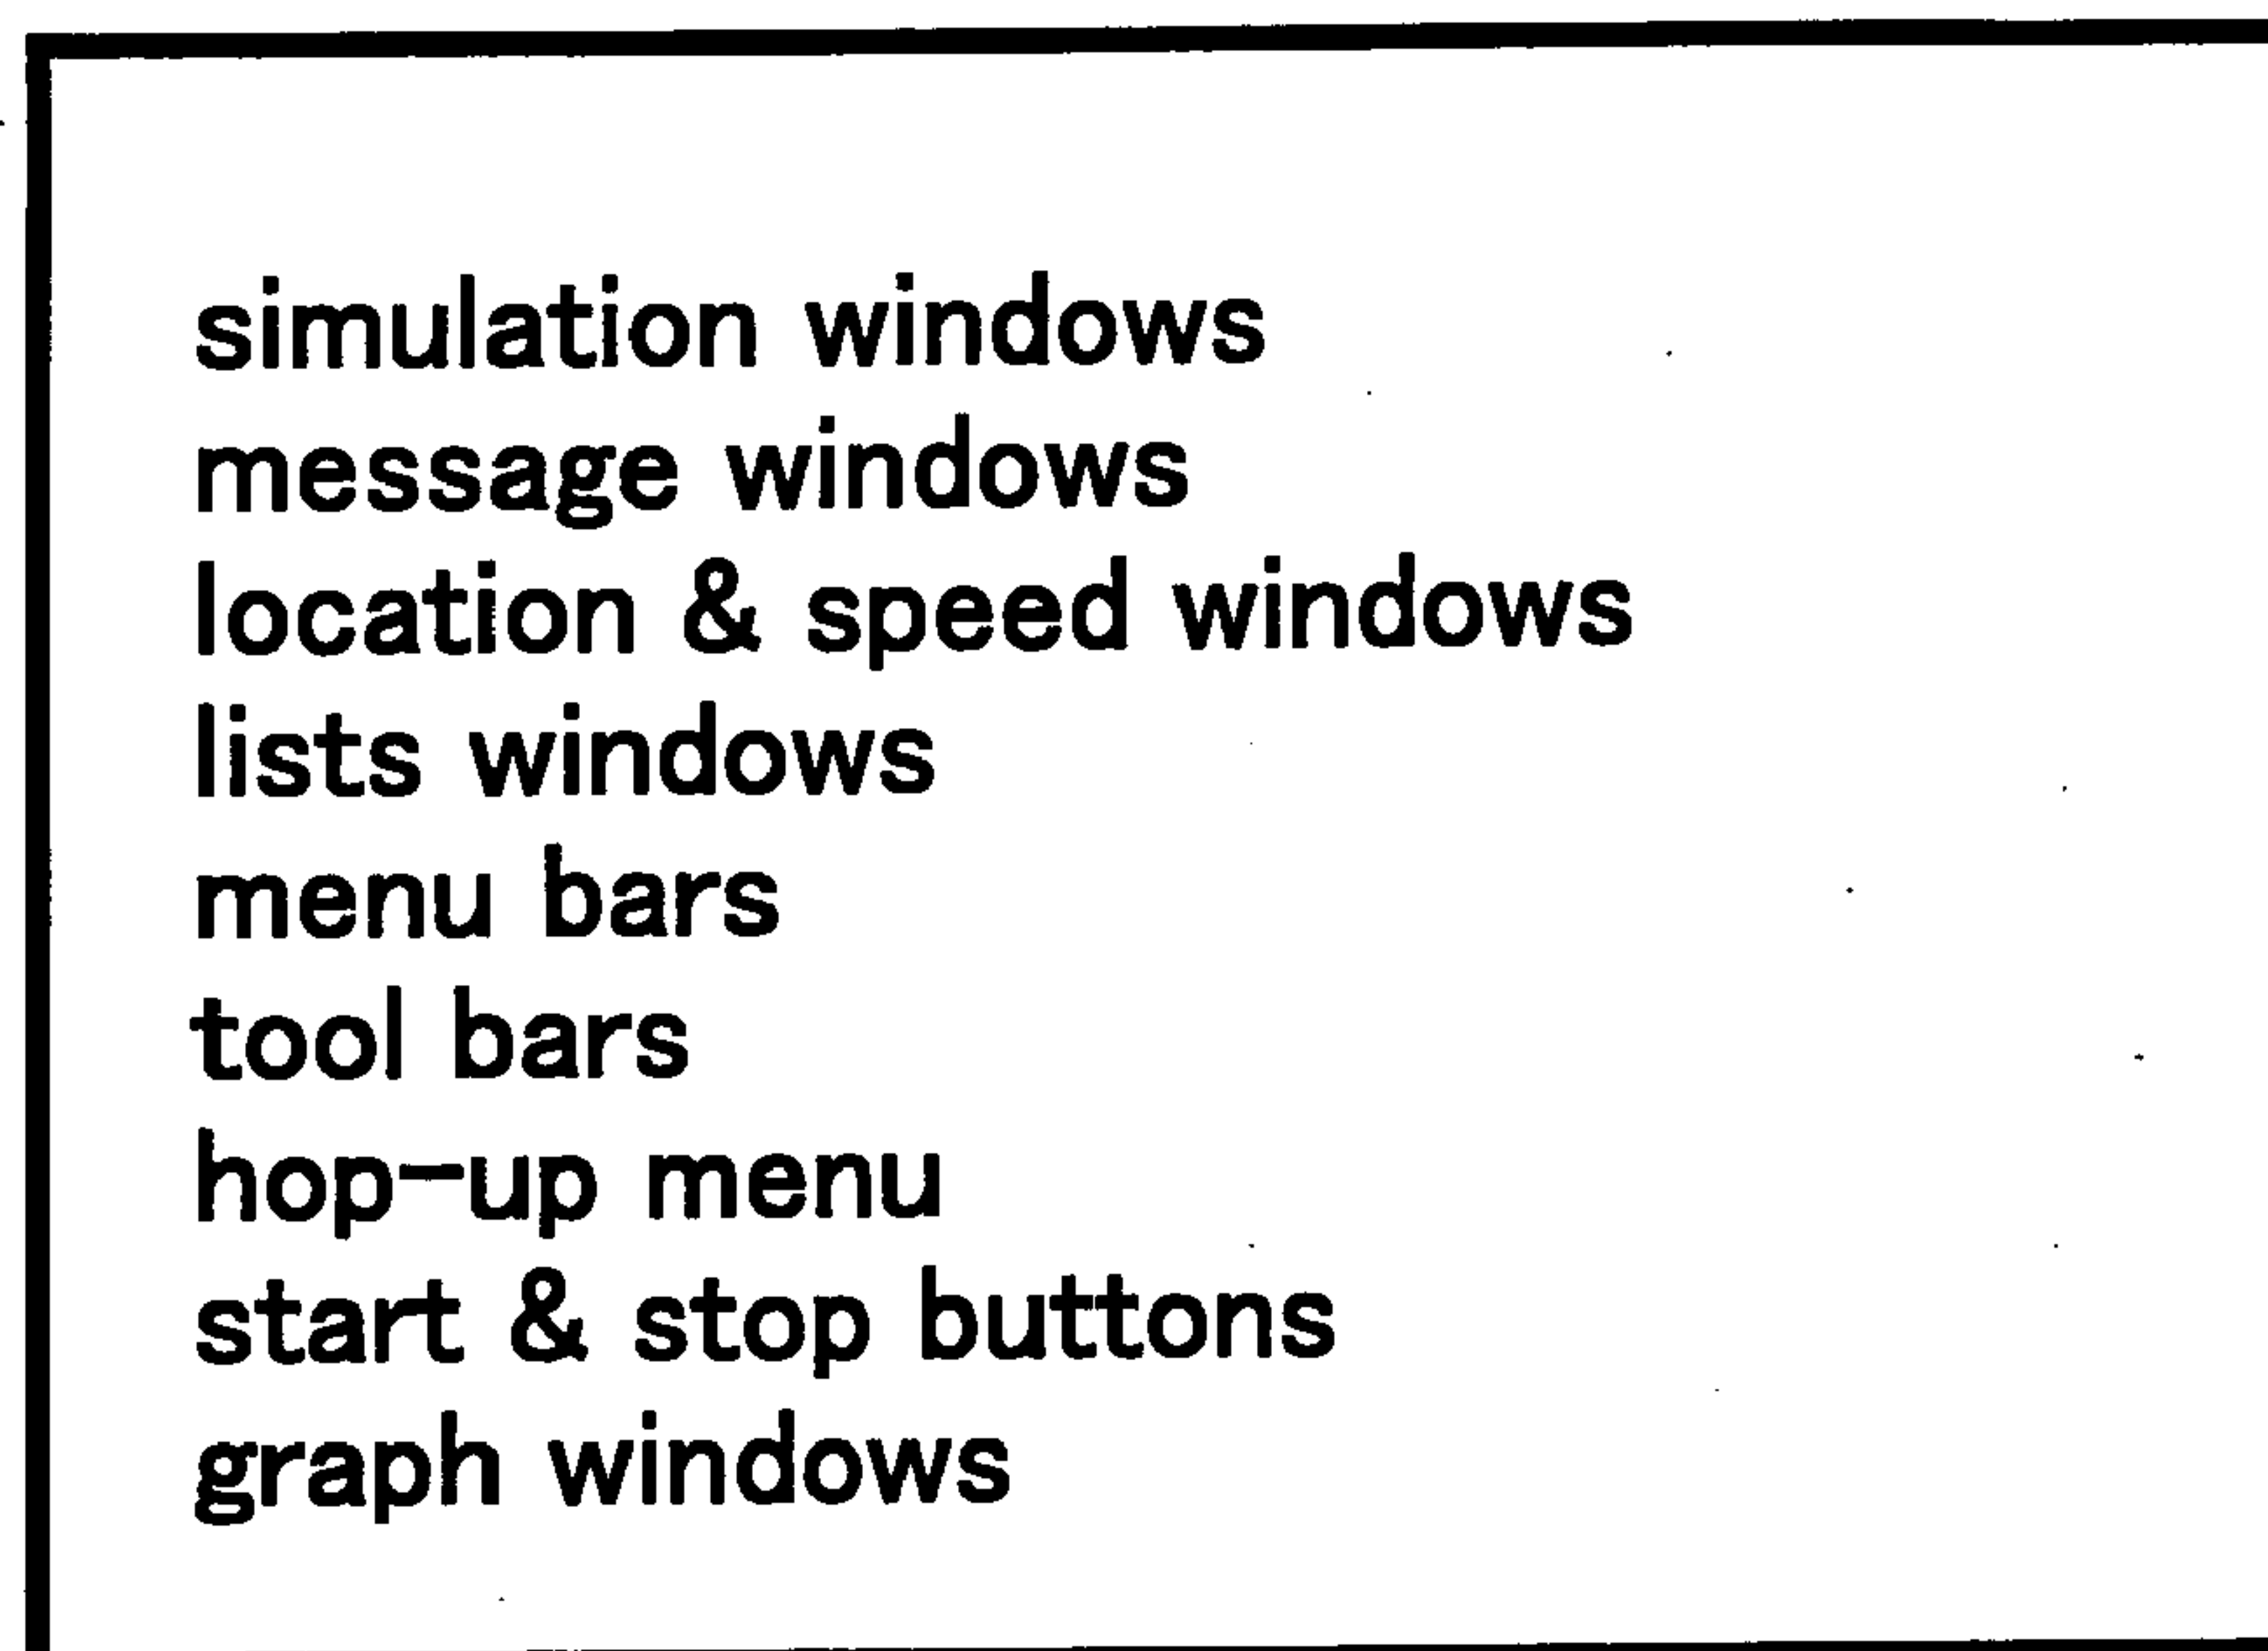 simulation windows
message windows
location & speed windows
lists windows
menu bars
tool bars
hop-up menu
start & stop buttons
graph windows